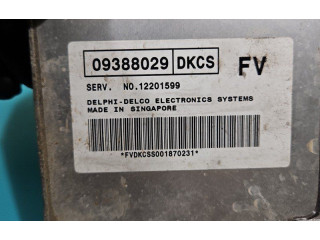 09388029 DKCS FV
SERV. NO.12201599
DELPHI-DELCO ELECTRONICS SYSTEMS
MADE IN SINGAPORE
*FVDKCSS001870231*